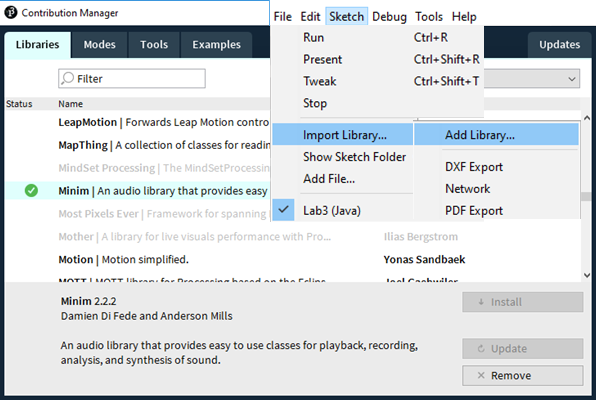 Contribution Manager
File Edit Sketch Debug Tools Help
Libraries Modes Tools Examples Updates
Run Ctrl+R
Present Ctrl+Shift+R
Tweak Ctrl+Shift+T
Stop
Import Library... Add Library...
Show Sketch Folder DXF Export
Add File... Network
Lab3 (Java) PDF Export
Filter
Status Name
LeapMotion | Forwards Leap Motion contro
MapThing | A collection of classes for readin
MindSet Processing | The MindSetProcessing
Minim | An audio library that provides easy
Most Pixels Ever | Framework for spanning
Mother | A library for live visuals performance with Pro... Ilias Bergstrom
Motion | Motion simplified. Yonas Sandbaek
MOTT | MOTT library for Processing based on the Eclips Joel Gaehwiler
Minim 2.2.2
Damien Di Fede and Anderson Mills
An audio library that provides easy to use classes for playback, recording,
analysis, and synthesis of sound.
Install
Update
Remove